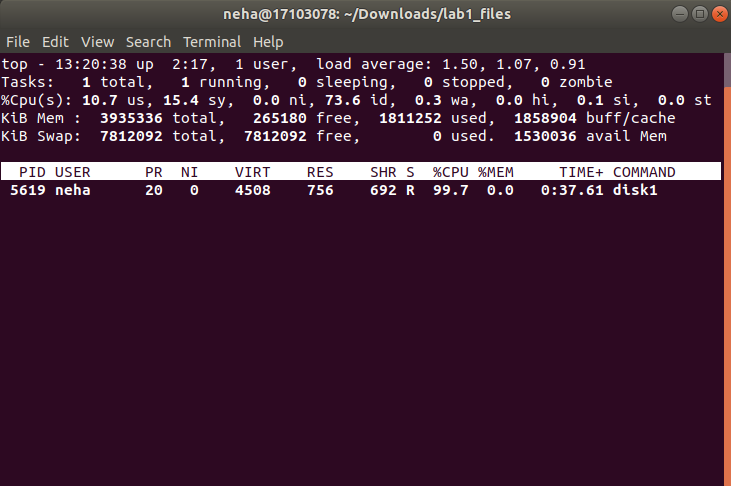 neha@17103078: ~/Downloads/lab1_files
File Edit View Search Terminal Help
top - 13:20:38 up  2:17,  1 user,  load average: 1.50, 1.07, 0.91
Tasks:   1 total,   1 running,   0 sleeping,   0 stopped,   0 zombie
%Cpu(s): 10.7 us, 15.4 sy,  0.0 ni, 73.6 id,  0.3 wa,  0.0 hi,  0.1 si,  0.0 st
KiB Mem :  3935336 total,   265180 free,  1811252 used,  1858904 buff/cache
KiB Swap:  7812092 total,  7812092 free,        0 used.  1530036 avail Mem
PID USER      PR  NI    VIRT    RES    SHR S  %CPU %MEM     TIME+ COMMAND
5619 neha      20   0    4508    756    692 R  99.7  0.0   0:37.61 disk1